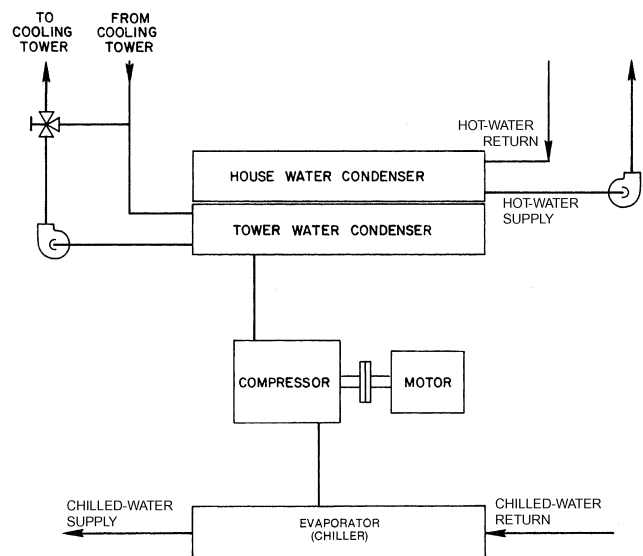 TO
COOLING
TOWER
FROM
COOLING
TOWER
HOT-WATER
RETURN
HOUSE WATER CONDENSER
HOT-WATER
SUPPLY
TOWER WATER CONDENSER
COMPRESSOR
MOTOR
CHILLED-WATER
SUPPLY
EVAPORATOR
(CHILLER)
CHILLED-WATER
RETURN